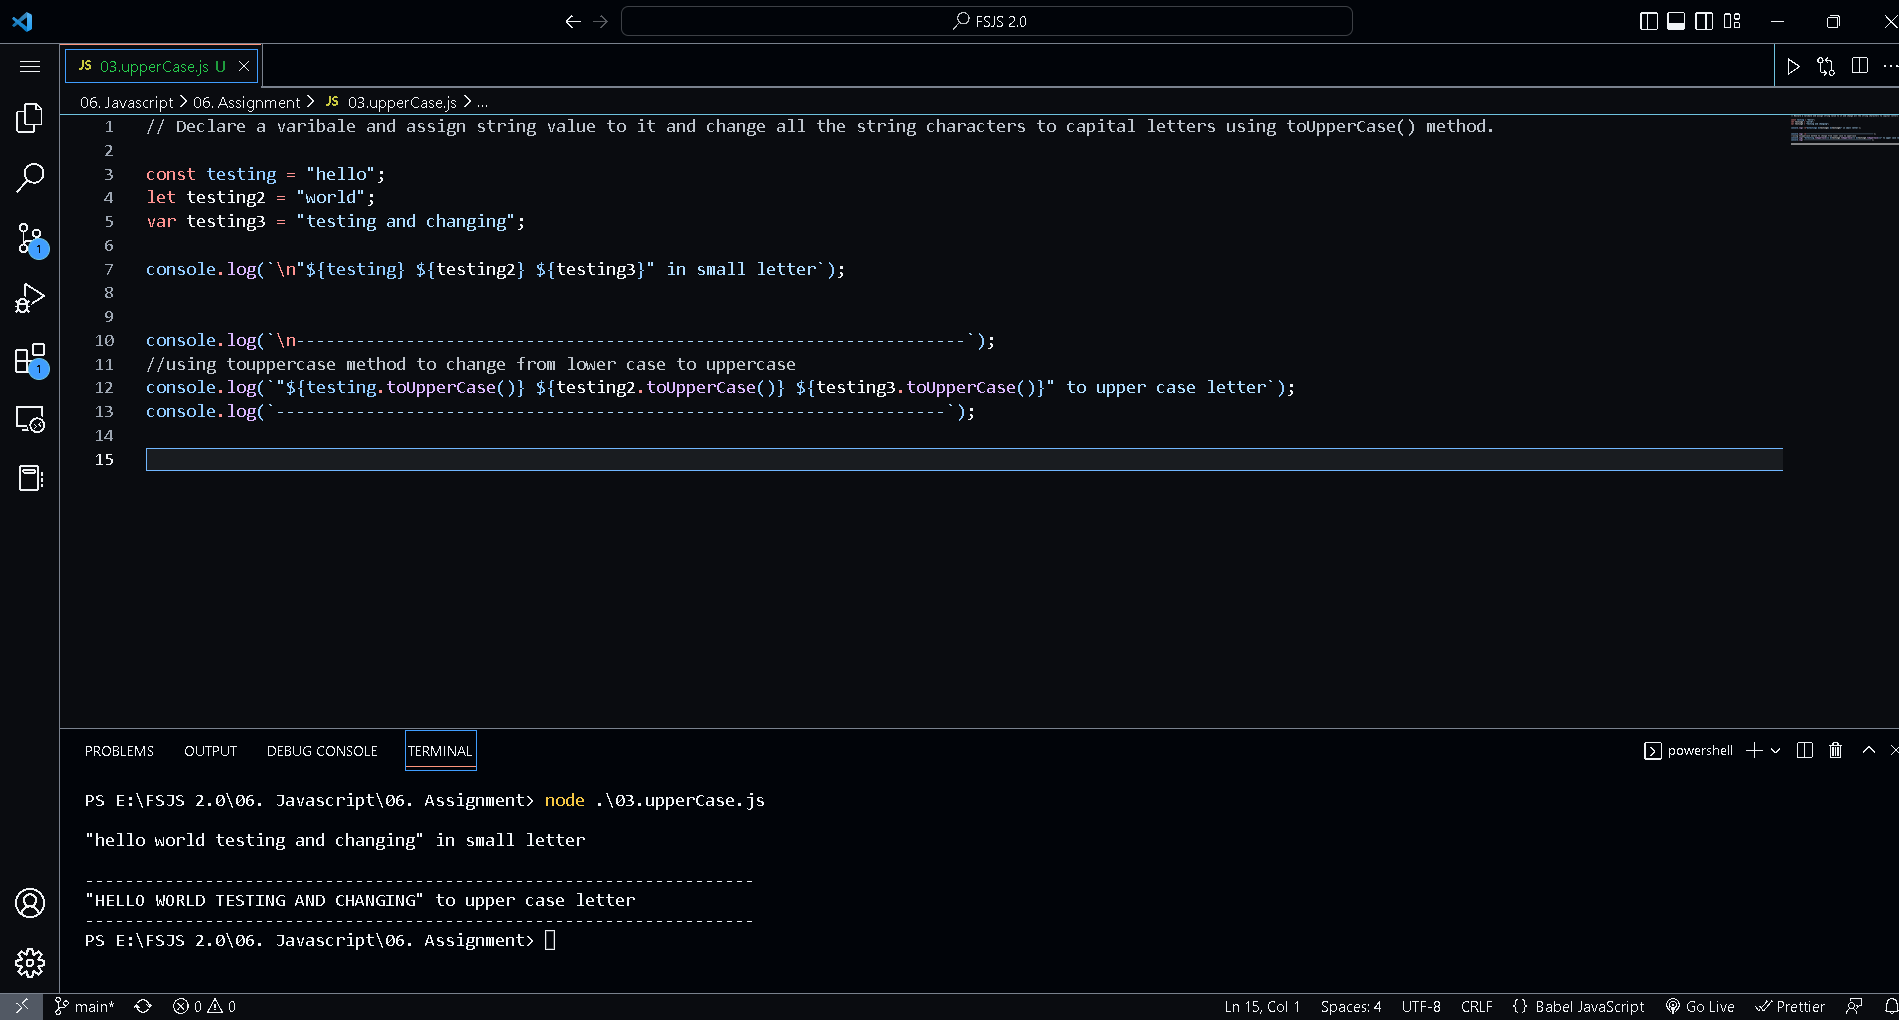 FSJS 2.0
JS 03.upperCase.js U
06. Javascript > 06. Assignment > JS 03.upperCase.js > ...
1 // Declare a varibale and assign string value to it and change all the string characters to capital letters using toUpperCase() method.
2
3 const testing = "hello";
4 let testing2 = "world";
5 var testing3 = "testing and changing";
6
7 console.log(`\n"${testing} ${testing2} ${testing3}" in small letter`);
8
9
10 console.log(`\n-------------------------------------------------------------------`);
11 //using touppercase method to change from lower case to uppercase
12 console.log(`"${testing.toUpperCase()} ${testing2.toUpperCase()} ${testing3.toUpperCase()}" to upper case letter`);
13 console.log(`-------------------------------------------------------------------`);
14
15
1
1
PROBLEMS OUTPUT DEBUG CONSOLE TERMINAL powershell
PS E:\FSJS 2.0\06. Javascript\06. Assignment> node .\03.upperCase.js
"hello world testing and changing" in small letter
-------------------------------------------------------------------
"HELLO WORLD TESTING AND CHANGING" to upper case letter
-------------------------------------------------------------------
PS E:\FSJS 2.0\06. Javascript\06. Assignment>
main* 0 0 Ln 15, Col 1 Spaces: 4 UTF-8 CRLF {} Babel JavaScript Go Live Prettier